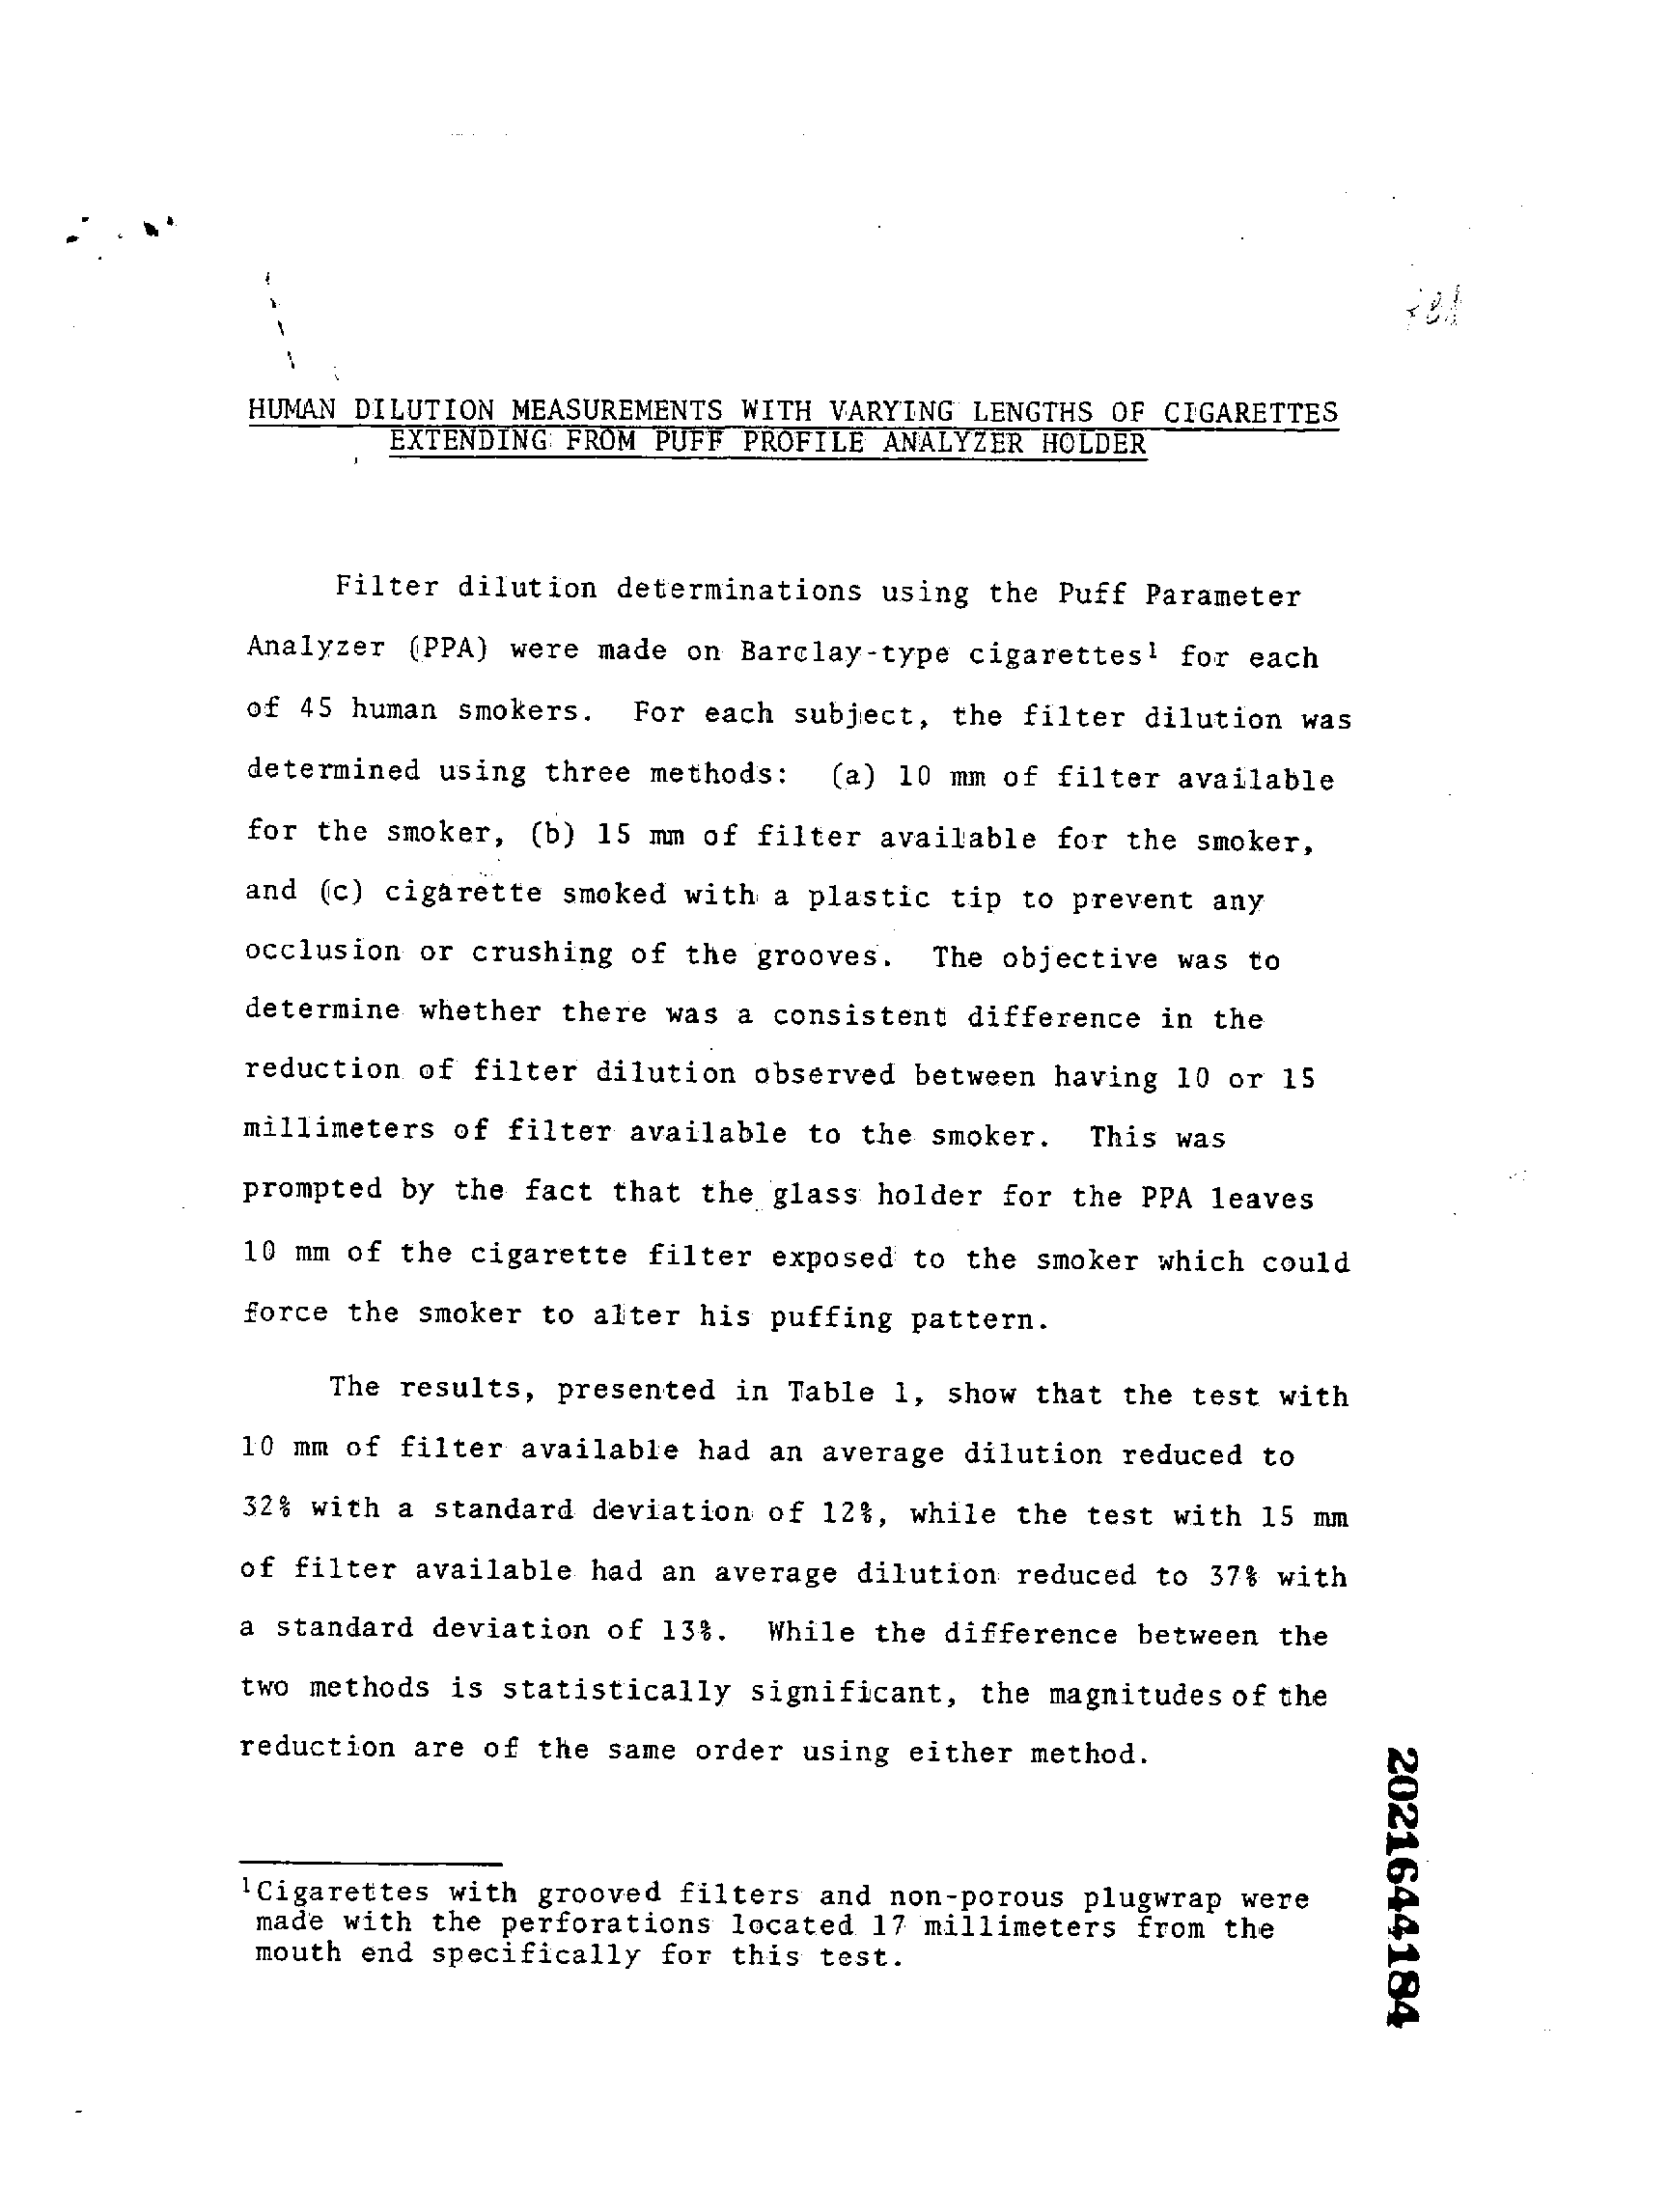 HUMAN DILUTION MEASUREMENTS WITH VARYING LENGTHS OF CIGARETTES
EXTENDING FROM PUFF PROFILE ANALYZER HOLDER
Filter dilution determinations using the Puff Parameter
Analyzer (PPA) were made on Barclay-type cigarettes¹ for each
of 45 human smokers. For each subject, the filter dilution was
determined using three methods: (a) 10 mm of filter available
for the smoker, (b) 15 mm of filter available for the smoker,
and (c) cigarette smoked with a plastic tip to prevent any
occlusion or crushing of the grooves. The objective was to
determine whether there was a consistent difference in the
reduction of filter dilution observed between having 10 or 15
millimeters of filter available to the smoker. This was
prompted by the fact that the glass holder for the PPA leaves
10 mm of the cigarette filter exposed to the smoker which could
force the smoker to alter his puffing pattern.
The results, presented in Table 1, show that the test with
10 mm of filter available had an average dilution reduced to
32% with a standard deviation of 12%, while the test with 15 mm
of filter available had an average dilution reduced to 37% with
a standard deviation of 13%. While the difference between the
two methods is statistically significant, the magnitudes of the
reduction are of the same order using either method.
¹Cigarettes with grooved filters and non-porous plugwrap were
made with the perforations located 17 millimeters from the
mouth end specifically for this test.
2021644184